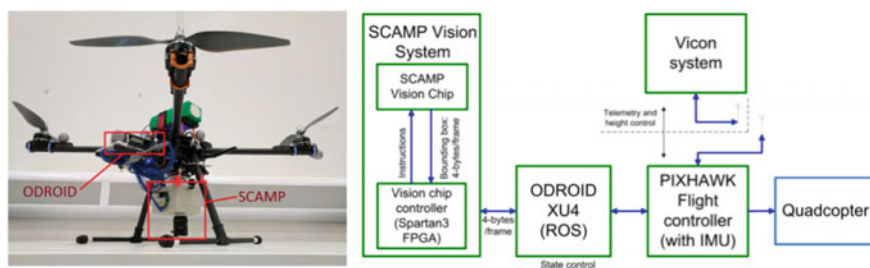 ODROID
SCAMP
SCAMP Vision
System
SCAMP
Vision Chip
Instructions
Bounding box:
4-bytes/frame
Vision chip
controller
(Spartan3
FPGA)
4-bytes
/frame
ODROID
XU4
(ROS)
State control
Vicon
system
Telemetry and
height control
PIXHAWK
Flight
controller
(with IMU)
Quadcopter